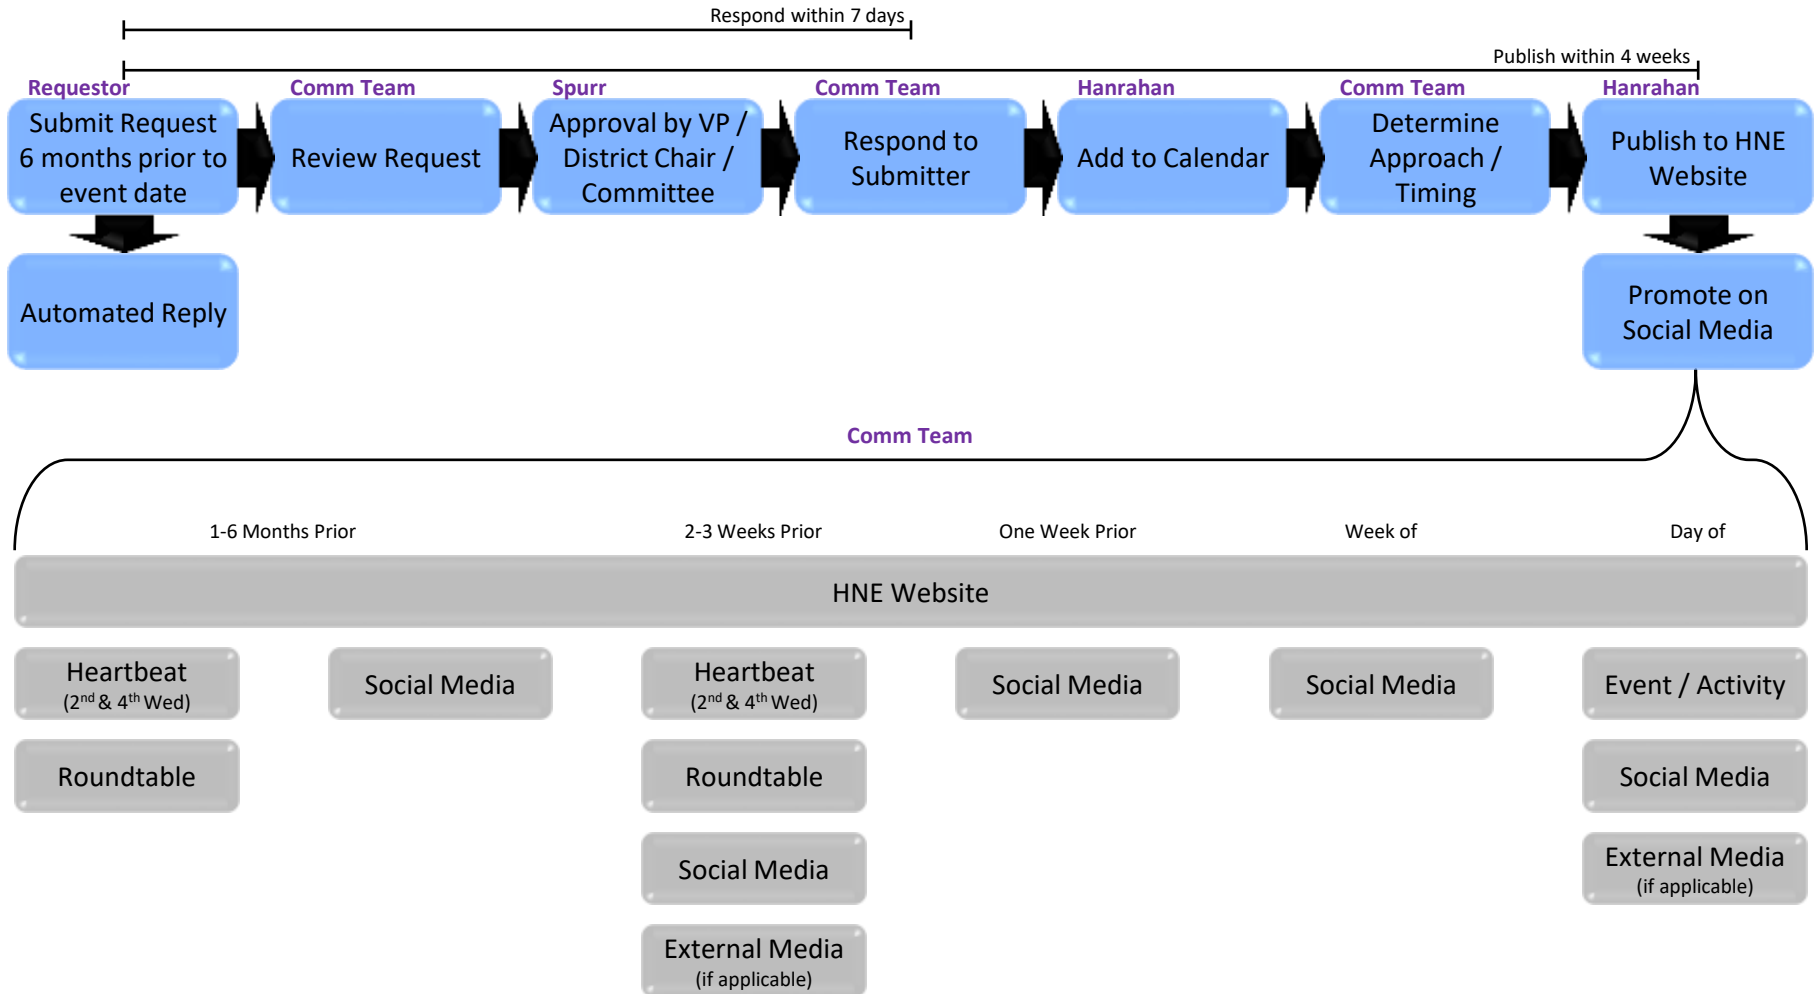 Respond within 7 days
Publish within 4 weeks
Requestor
Comm Team
Spurr
Comm Team
Hanrahan
Comm Team
Hanrahan
Submit Request
6 months prior to
event date
Review Request
Approval by VP /
District Chair /
Committee
Respond to
Submitter
Add to Calendar
Determine
Approach /
Timing
Publish to HNE
Website
Automated Reply
Promote on
Social Media
Comm Team
1-6 Months Prior
2-3 Weeks Prior
One Week Prior
Week of
Day of
HNE Website
Heartbeat
(2nd & 4th Wed)
Social Media
Heartbeat
(2nd & 4th Wed)
Social Media
Social Media
Event / Activity
Roundtable
Roundtable
Social Media
Social Media
External Media
(if applicable)
External Media
(if applicable)